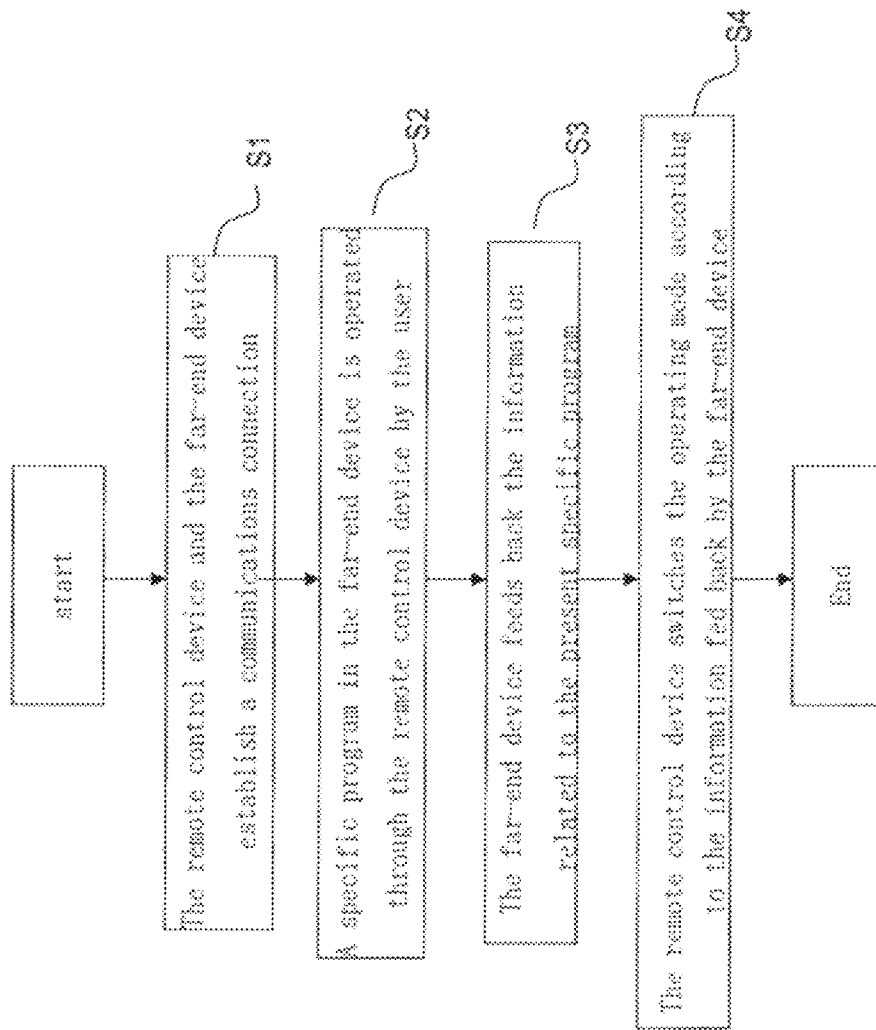 start
The remote control device and the far-end device
establish a communications connection
S1
A specific program in the far-end device is operated
through the remote control device by the user
S2
The far-end device feeds back the information
related to the present specific program
S3
The remote control device switches the operating mode according
to the information fed back by the far-end device
S4
End